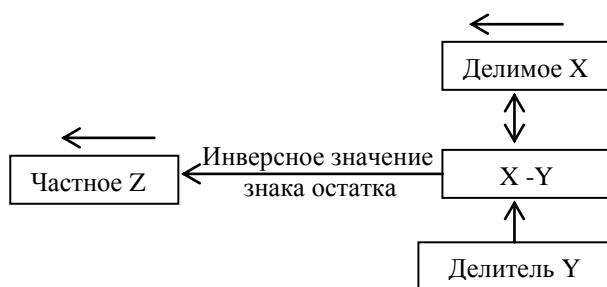 Делимое X
Инверсное значение
знака остатка
Частное Z
X -Y
Делитель Y